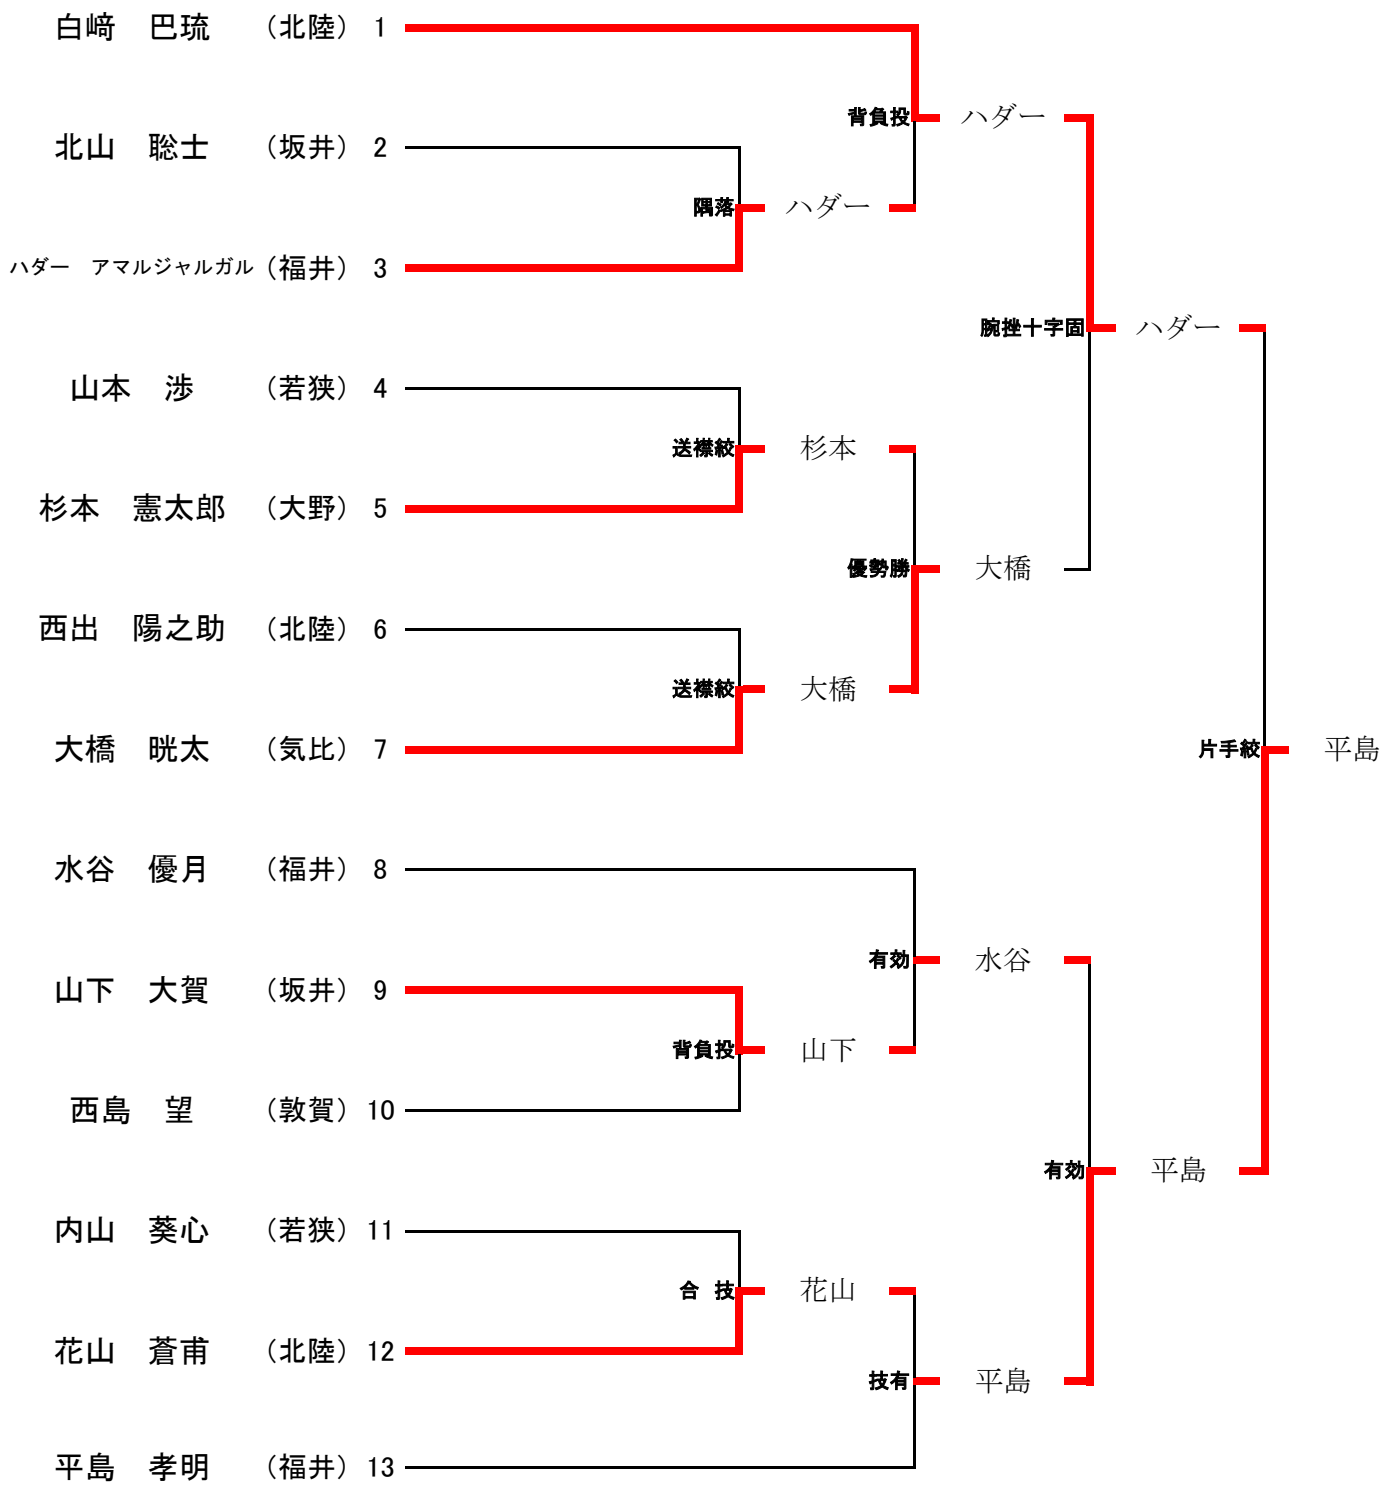 白﨑　巴琉　（北陸）　1
背負投　ハダー
北山　聡士　（坂井）　2
隅落　ハダー
ハダー　アマルジャルガル（福井）　3
腕挫十字固　ハダー
山本　渉　（若狭）　4
送襟絞　杉本
杉本　憲太郎　（大野）　5
優勢勝　大橋
西出　陽之助　（北陸）　6
送襟絞　大橋
大橋　晄太　（気比）　7
片手絞　平島
水谷　優月　（福井）　8
有効　水谷
山下　大賀　（坂井）　9
背負投　山下
西島　望　（敦賀）　10
有効　平島
内山　葵心　（若狭）　11
合 技　花山
花山　蒼甫　（北陸）　12
技有　平島
平島　孝明　（福井）　13